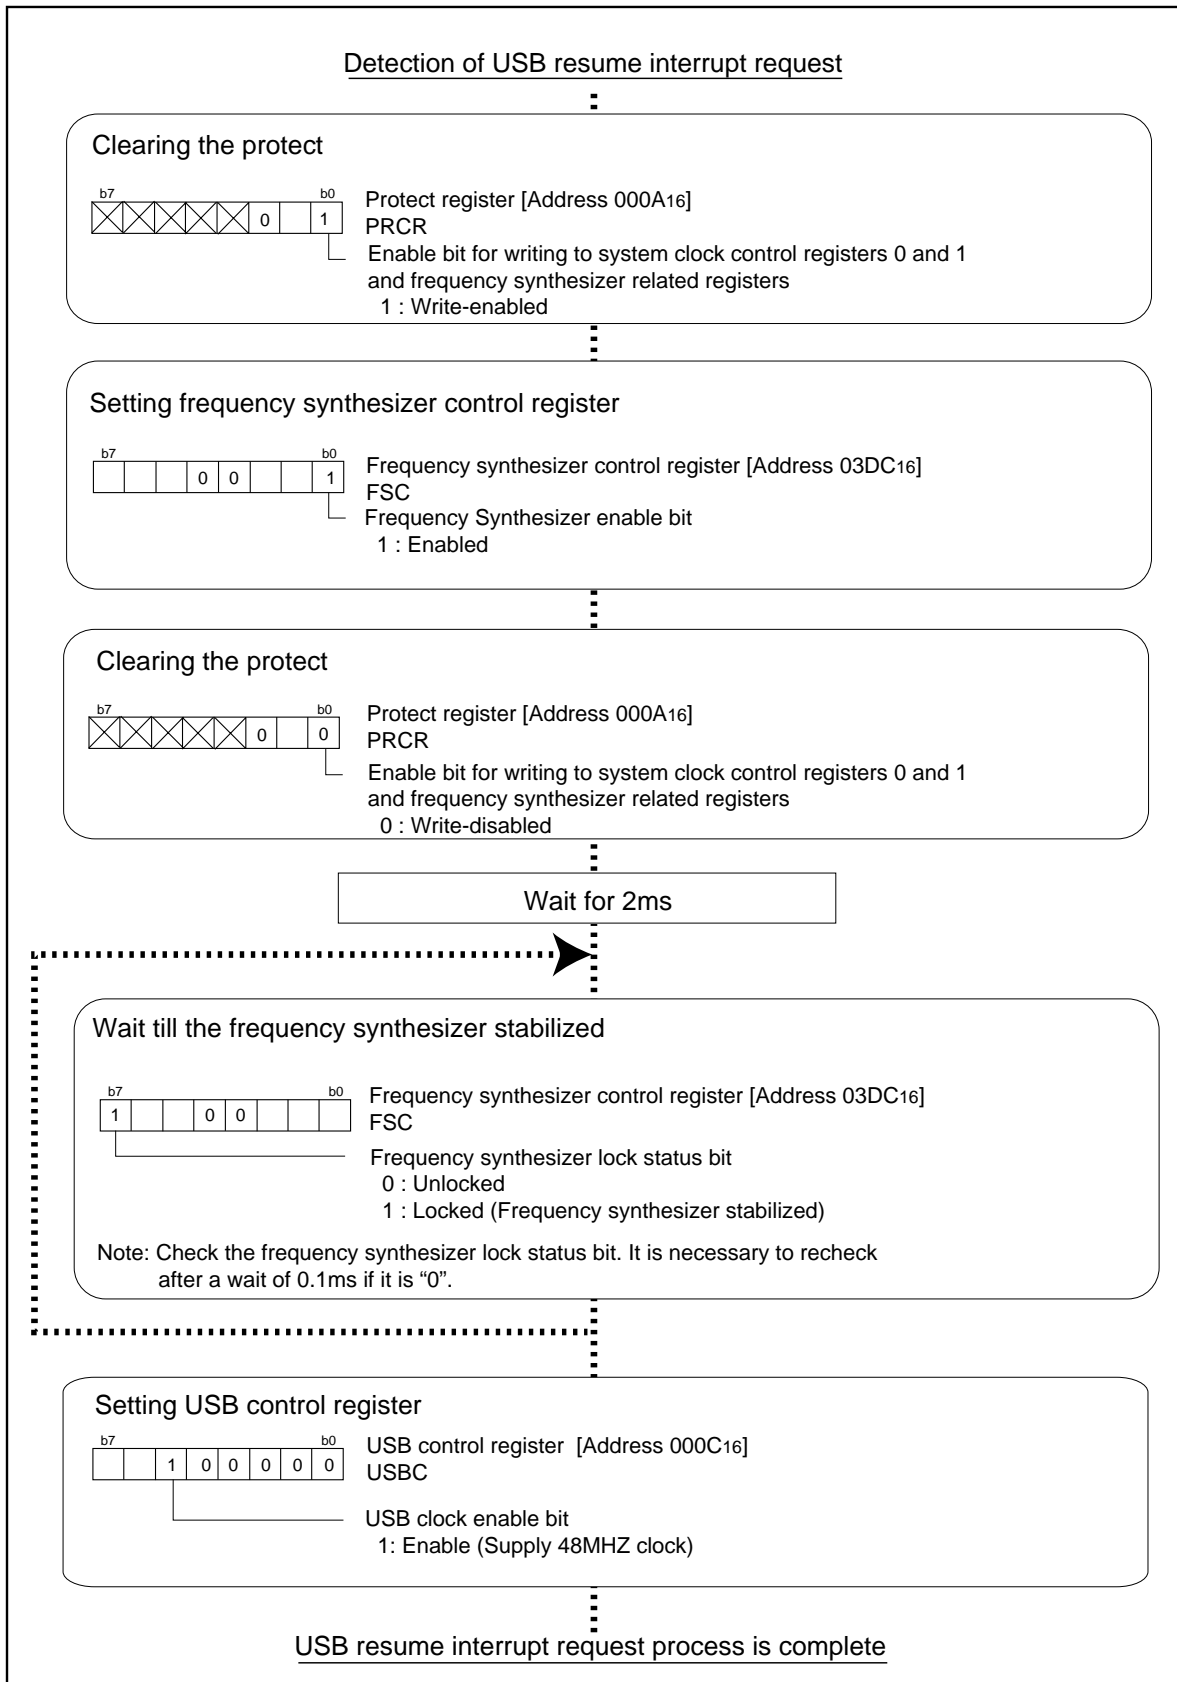 Detection of USB resume interrupt request
Clearing the protect
b7 b0
0 1
Protect register [Address 000A16]
PRCR
Enable bit for writing to system clock control registers 0 and 1
and frequency synthesizer related registers
1 : Write-enabled
Setting frequency synthesizer control register
b7 b0
0 0 1
Frequency synthesizer control register [Address 03DC16]
FSC
Frequency Synthesizer enable bit
1 : Enabled
Clearing the protect
b7 b0
0 0
Protect register [Address 000A16]
PRCR
Enable bit for writing to system clock control registers 0 and 1
and frequency synthesizer related registers
0 : Write-disabled
Wait for 2ms
Wait till the frequency synthesizer stabilized
b7 b0
1 0 0
Frequency synthesizer control register [Address 03DC16]
FSC
Frequency synthesizer lock status bit
0 : Unlocked
1 : Locked (Frequency synthesizer stabilized)
Note: Check the frequency synthesizer lock status bit. It is necessary to recheck
after a wait of 0.1ms if it is “0”.
Setting USB control register
b7 b0
1 0 0 0 0 0
USB control register [Address 000C16]
USBC
USB clock enable bit
1: Enable (Supply 48MHZ clock)
USB resume interrupt request process is complete